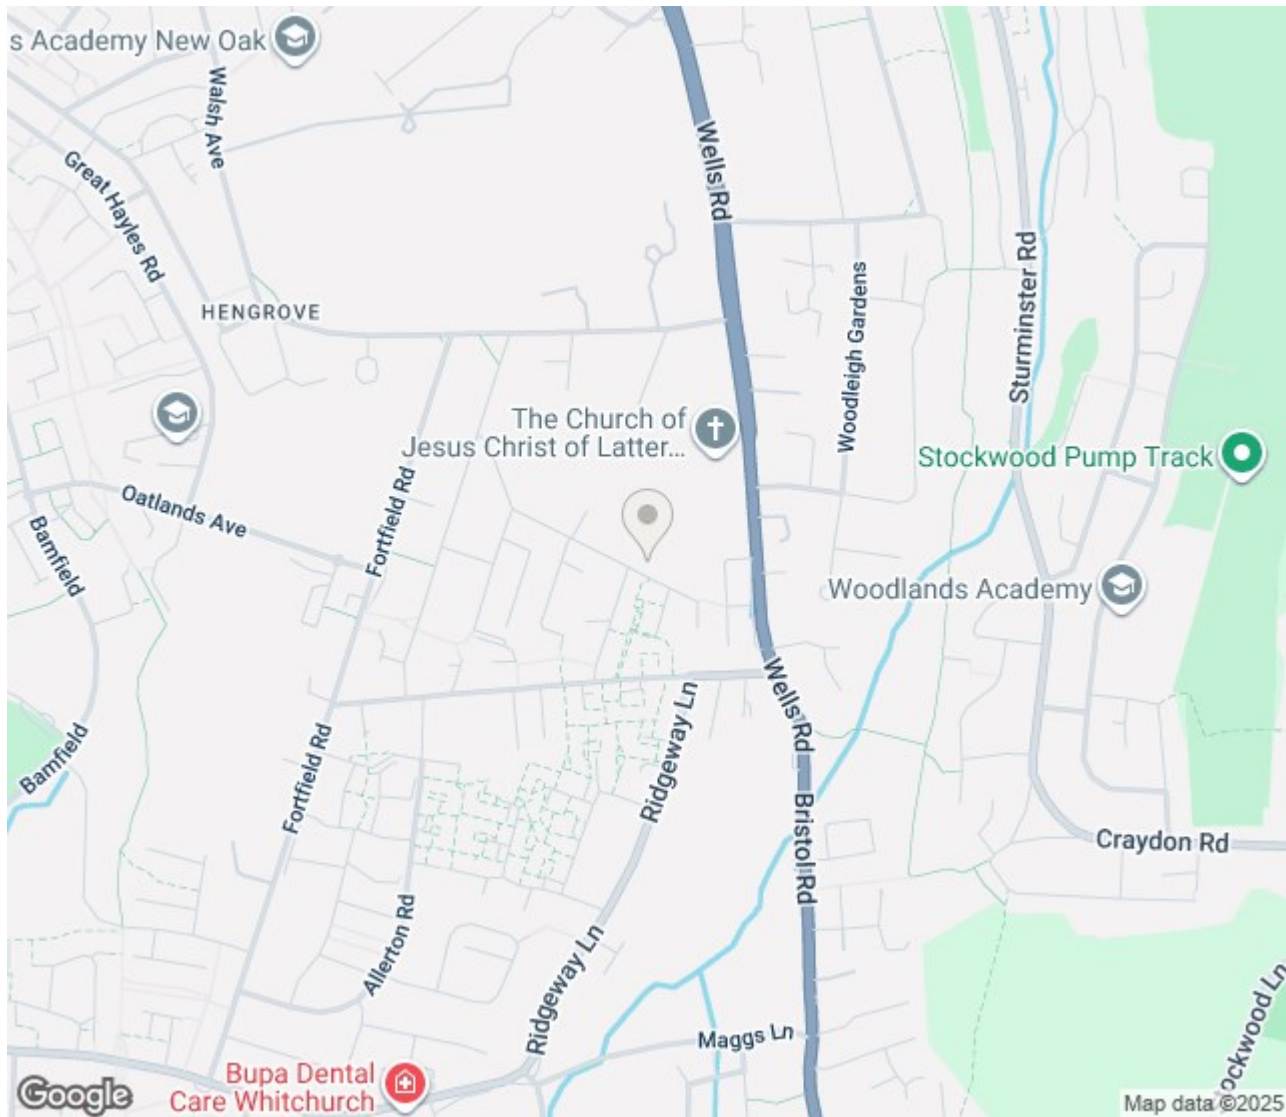 s Academy New Oak
Walsh Ave
Great Hayles Rd
Wells Rd
HENGROVE
Woodleigh Gardens
Sturminster Rd
The Church of
Jesus Christ of Latter...
Stockwood Pump Track
Oatlands Ave
Fortfield Rd
Bamfield
Woodlands Academy
Wells Rd
Ridgeway Ln
Bamfield
Fortfield Rd
Bristol Rd
Craydon Rd
Allerton Rd
Ridgeway Ln
Maggs Ln
ockwood Ln
Bupa Dental
Care Whitchurch
Google
Map data ©2025